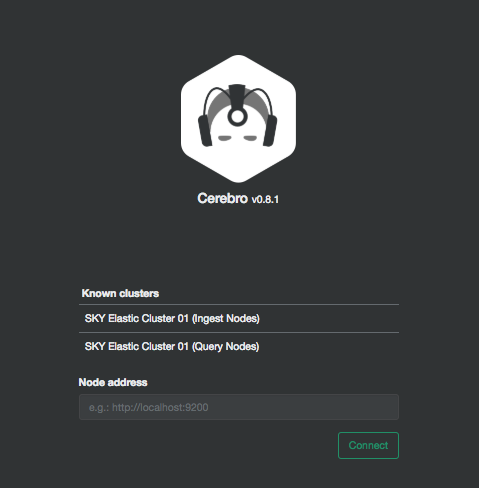 Cerebro v0.8.1
Known clusters
SKY Elastic Cluster 01 (Ingest Nodes)
SKY Elastic Cluster 01 (Query Nodes)
Node address
e.g.: http://localhost:9200
Connect